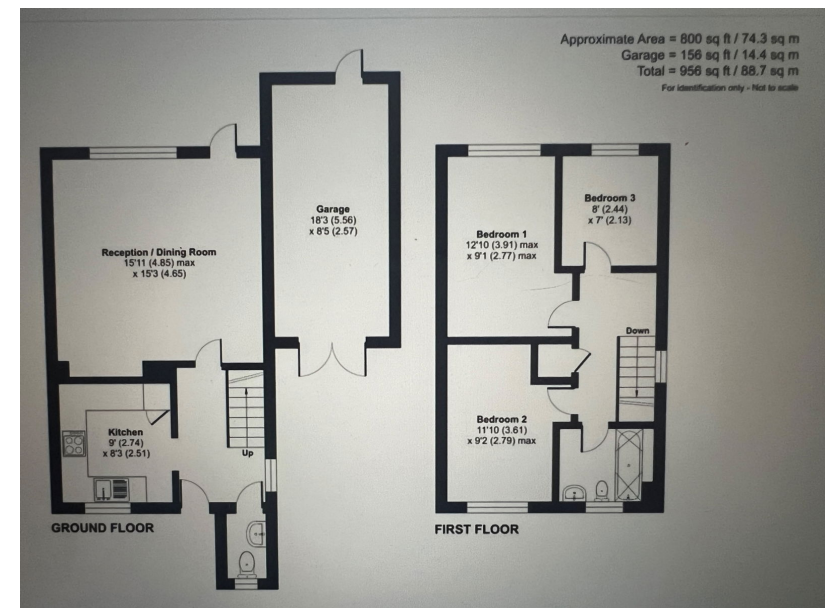 Approximate Area = 800 sq ft / 74.3 sq m
Garage = 156 sq ft / 14.4 sq m
Total = 956 sq ft / 88.7 sq m
For identification only - Not to scale
Garage
18'3 (5.56)
x 8'5 (2.57)
Reception / Dining Room
15'11 (4.85) max
x 15'3 (4.65)
Kitchen
9' (2.74)
x 8'3 (2.51)
Up
GROUND FLOOR
Bedroom 3
8' (2.44)
x 7' (2.13)
Bedroom 1
12'10 (3.91) max
x 9'1 (2.77) max
Down
Bedroom 2
11'10 (3.61)
x 9'2 (2.79) max
FIRST FLOOR